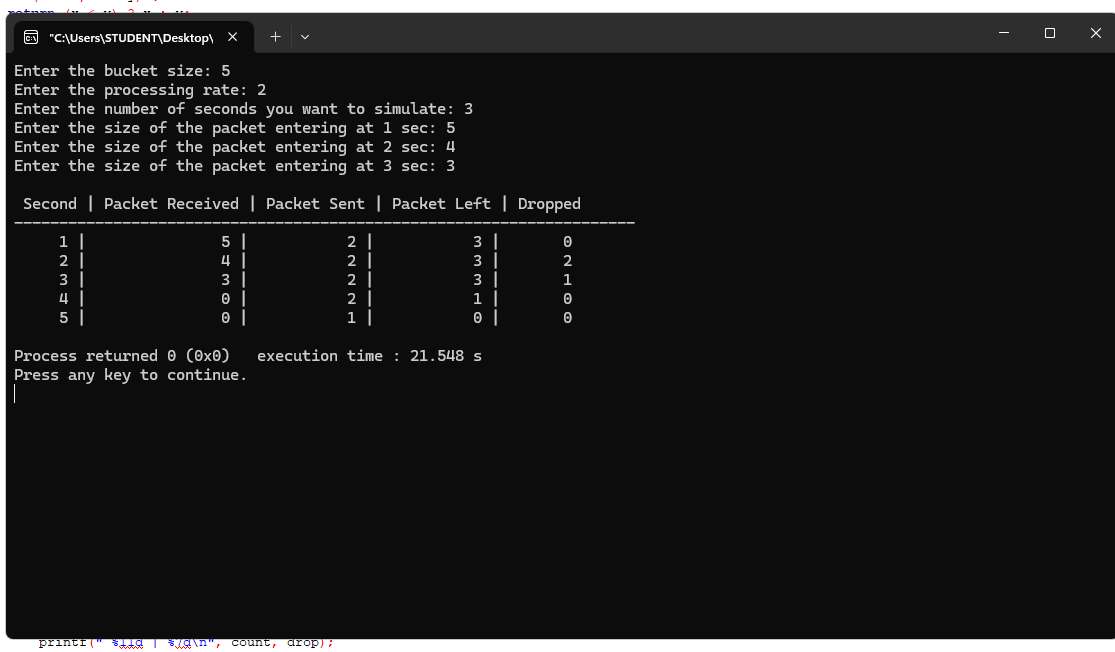 "C:\Users\STUDENT\Desktop\
Enter the bucket size: 5
Enter the processing rate: 2
Enter the number of seconds you want to simulate: 3
Enter the size of the packet entering at 1 sec: 5
Enter the size of the packet entering at 2 sec: 4
Enter the size of the packet entering at 3 sec: 3
Second | Packet Received | Packet Sent | Packet Left | Dropped
---------------------------------------------------------------------
1 | 5 | 2 | 3 | 0
2 | 4 | 2 | 3 | 2
3 | 3 | 2 | 3 | 1
4 | 0 | 2 | 1 | 0
5 | 0 | 1 | 0 | 0
Process returned 0 (0x0)   execution time : 21.548 s
Press any key to continue.
printf(" %11d | %7d\n", count, drop);